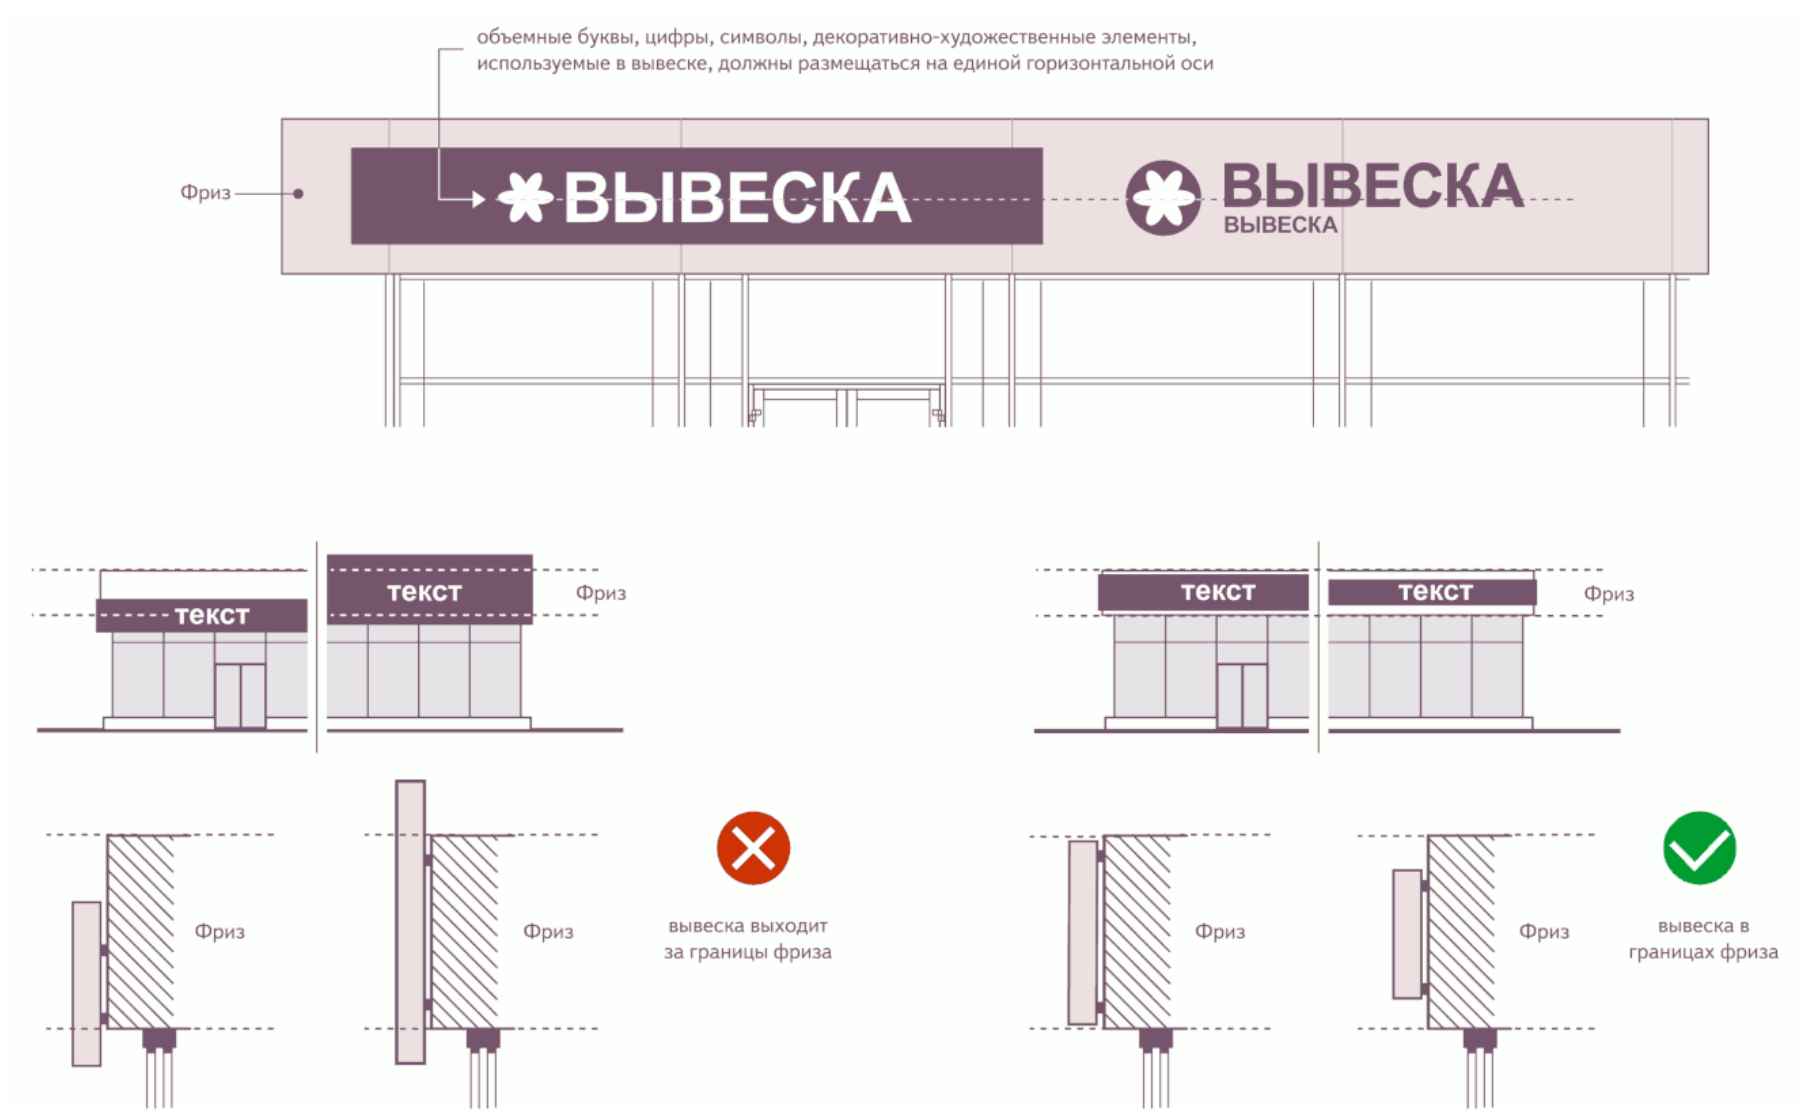 объемные буквы, цифры, символы, декоративно-художественные элементы,
используемые в вывеске, должны размещаться на единой горизонтальной оси
Фриз
ВЫВЕСКА
ВЫВЕСКА
ВЫВЕСКА
текст
текст
Фриз
текст
текст
Фриз
Фриз
Фриз
вывеска выходит
за границы фриза
Фриз
Фриз
вывеска в
границах фриза